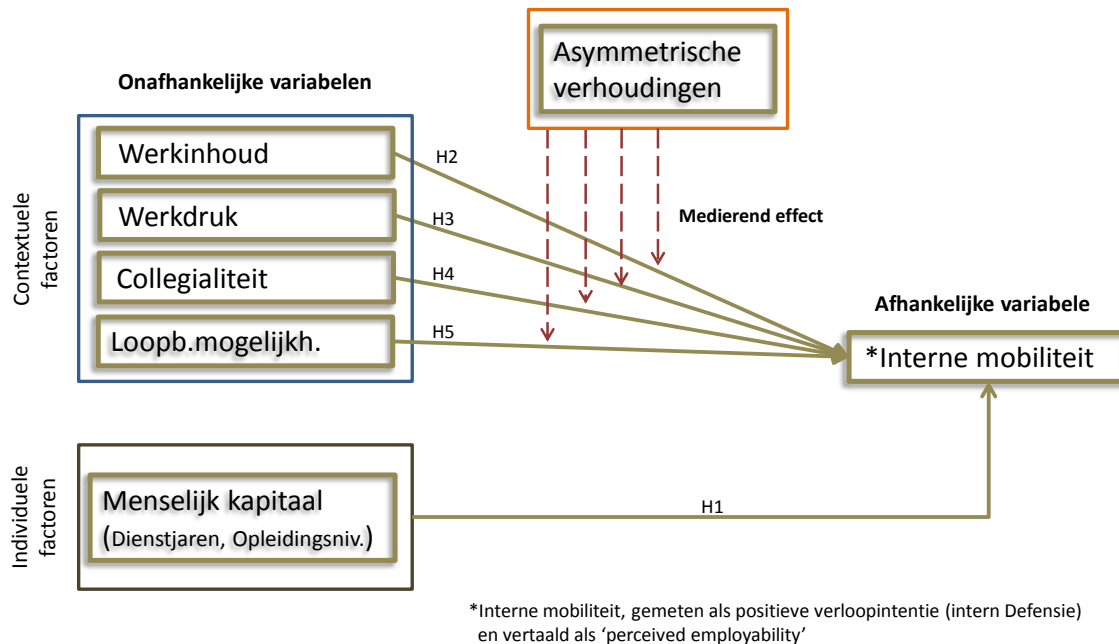 Asymmetrische
verhoudingen
Onafhankelijke variabelen
Contextuele
factoren
Werkinhoud
Werkdruk
Collegialiteit
Loopb.mogelijkh.
H2
H3
H4
H5
Medierend effect
Afhankelijke variabele
*Interne mobiliteit
Individuele
factoren
Menselijk kapitaal
(Dienstjaren, Opleidingsniv.)
H1
*Interne mobiliteit, gemeten als positieve verloopintentie (intern Defensie)
en vertaald als ‘perceived employability’